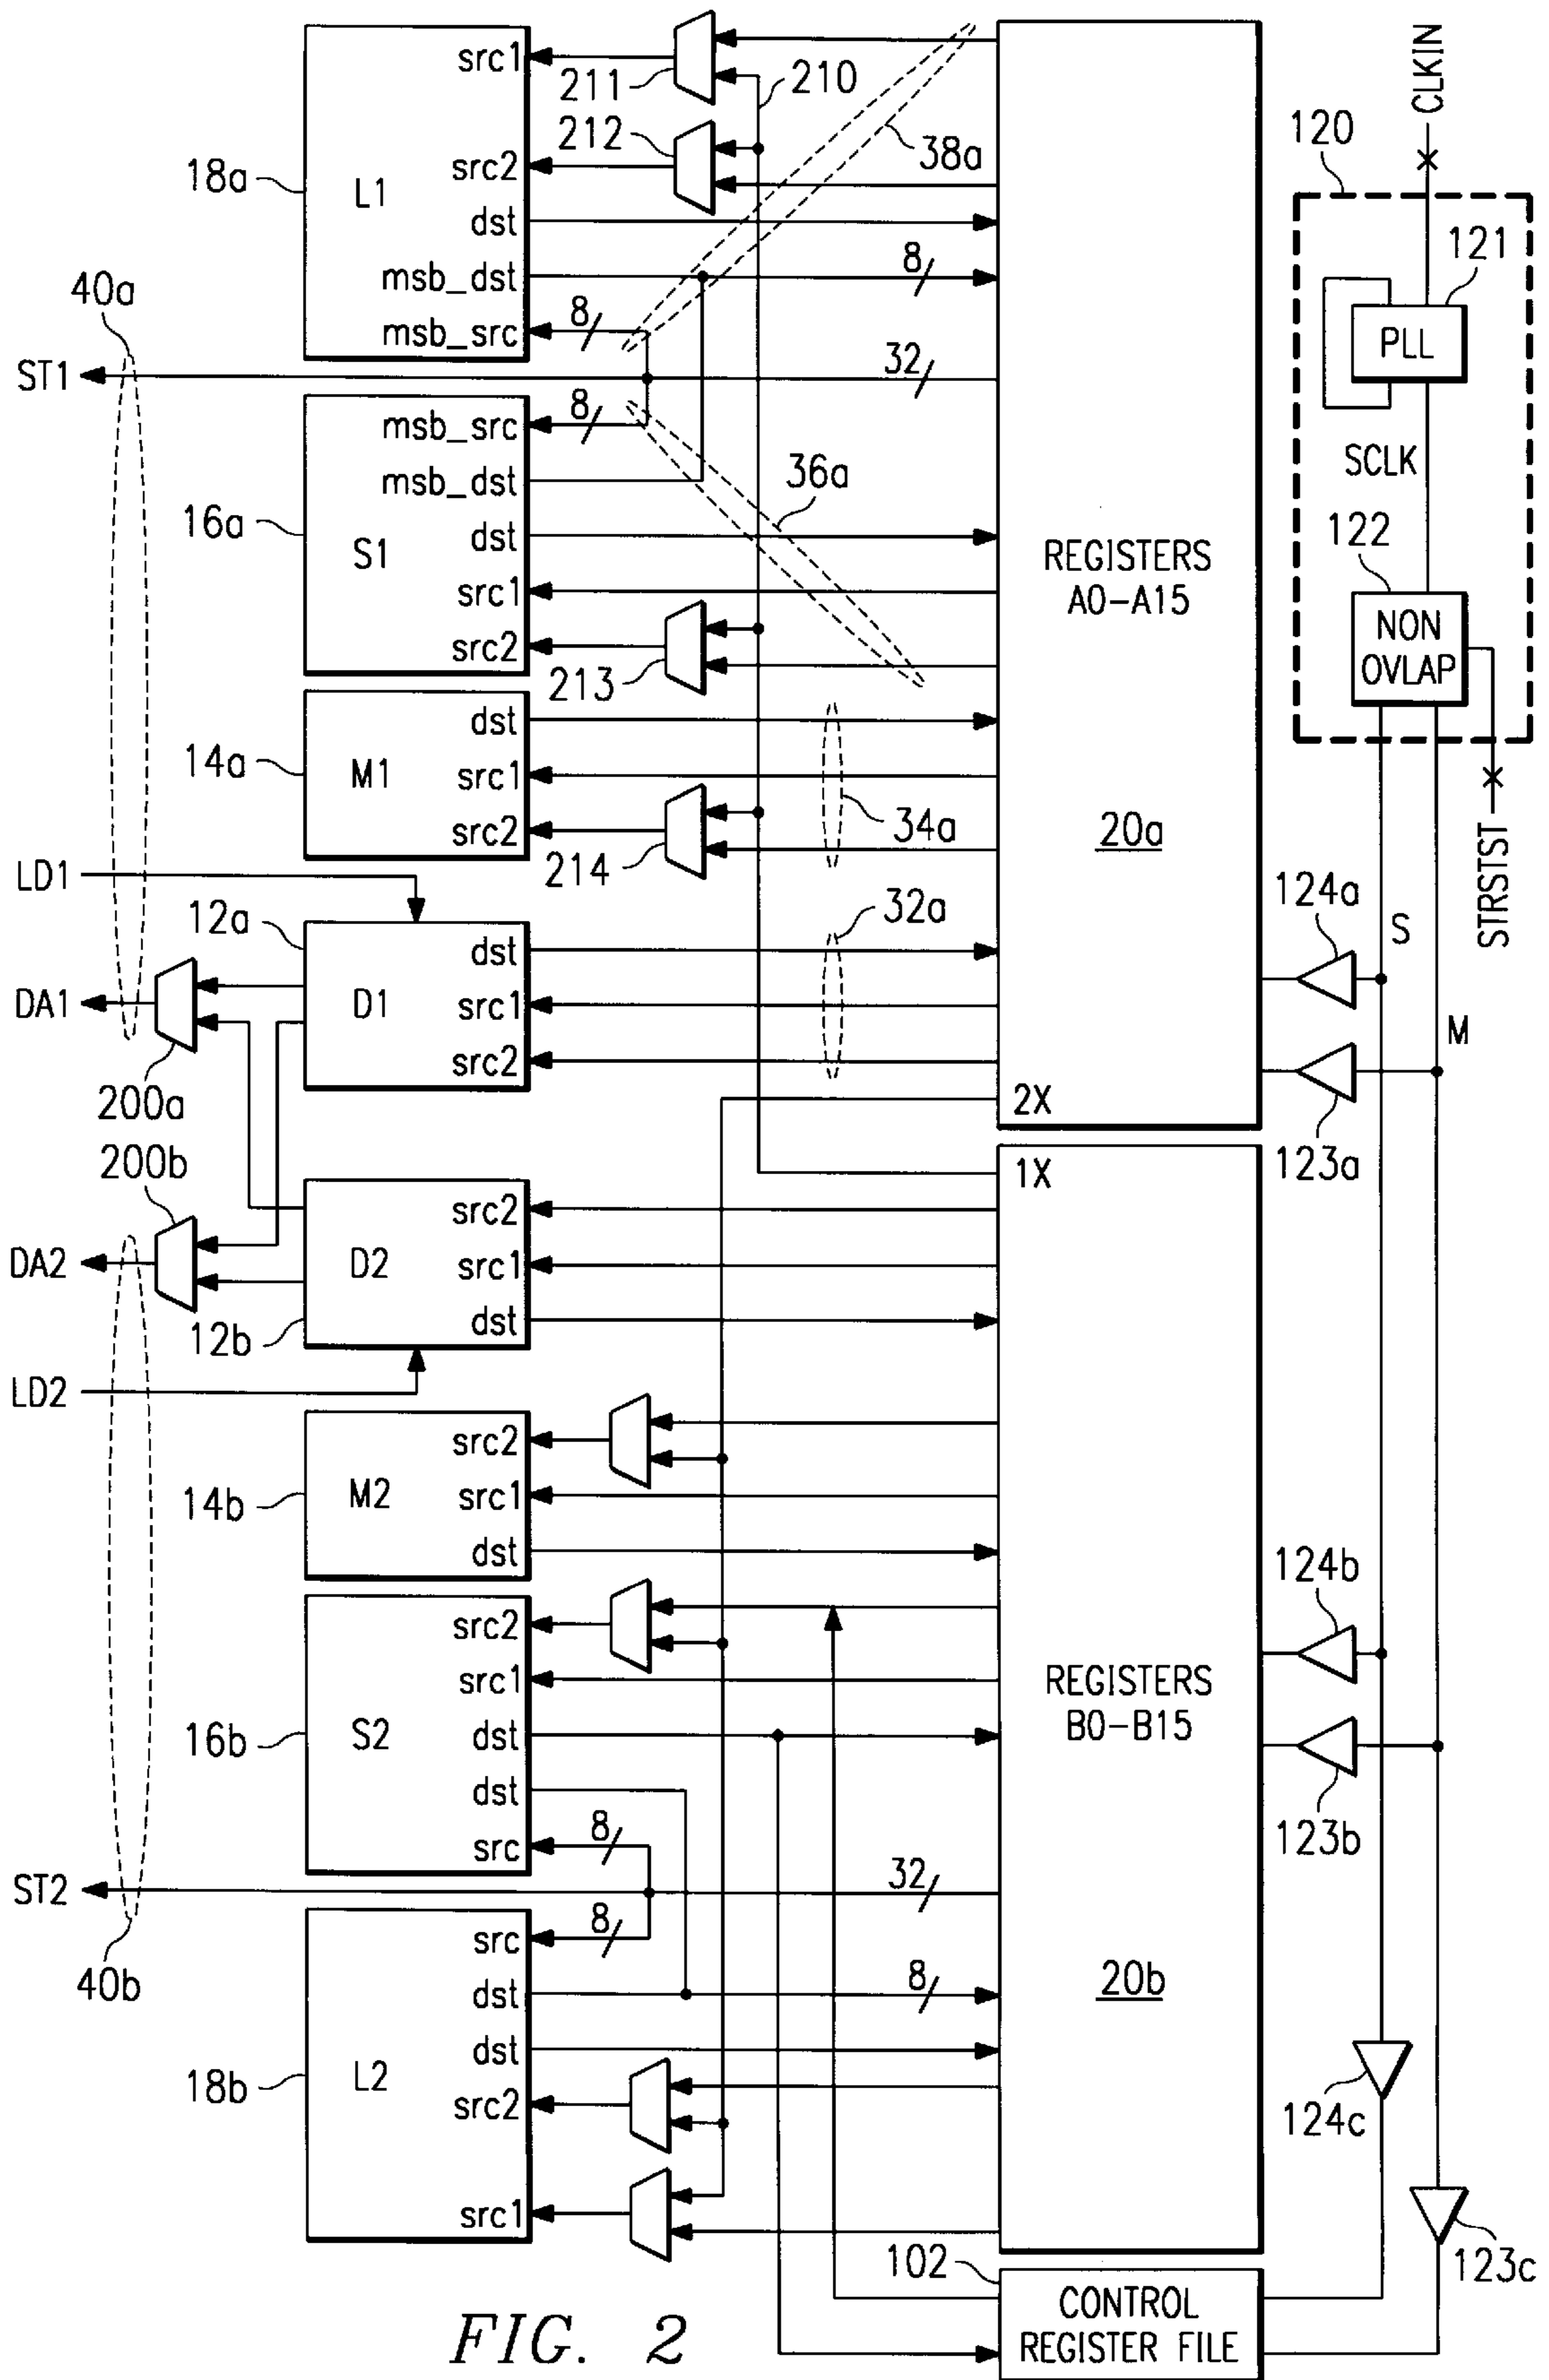 src1
211
210
212
38a
18a
L1
src2
dst
msb_dst
8
8
msb_src
40a
ST1
32
8
msb_src
msb_dst
36a
16a
S1
dst
src1
src2
213
REGISTERS
A0-A15
dst
14a
M1
src1
src2
214
34a
20a
LD1
32a
12a
dst
DA1
D1
src1
src2
200a
2X
CLKIN
120
121
PLL
SCLK
122
NON
OVLAP
STRSTST
124a
S
M
123a
200b
1X
src2
DA2
D2
src1
dst
12b
LD2
src2
14b
M2
src1
dst
124b
src2
src1
REGISTERS
B0-B15
16b
S2
dst
dst
123b
8
src
ST2
32
8
src
40b
dst
8
20b
dst
18b
L2
src2
124c
src1
102
123c
CONTROL
REGISTER FILE
FIG. 2